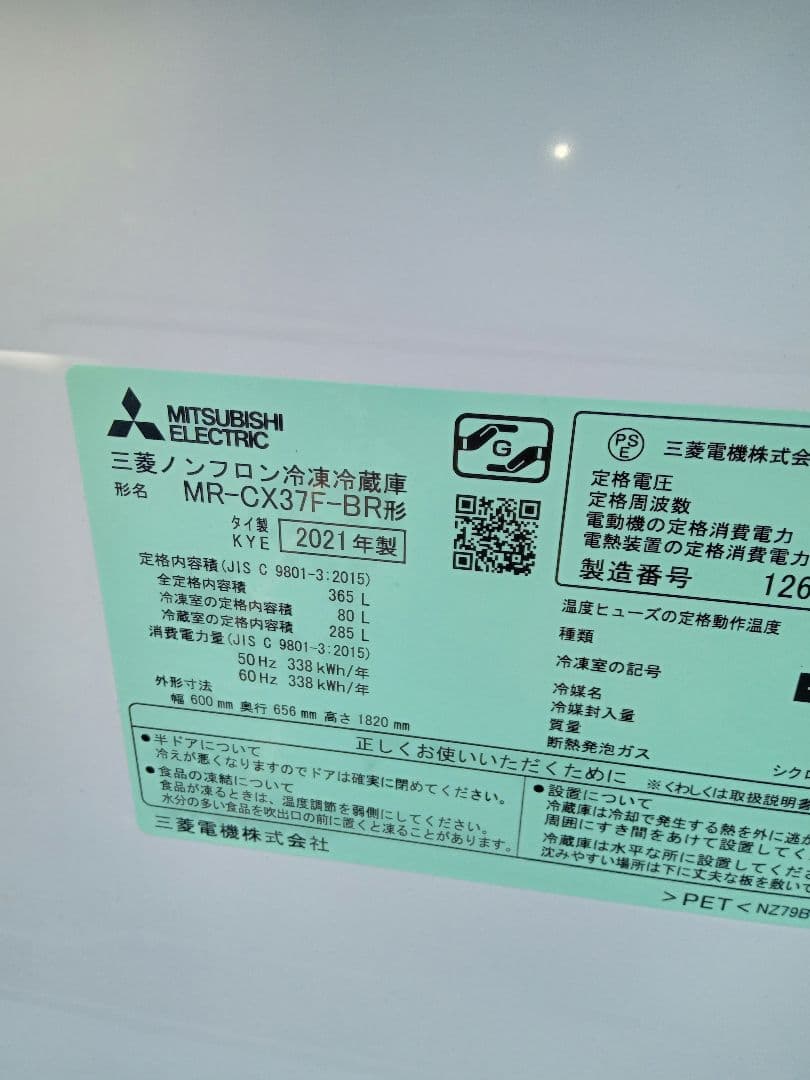 MITSUBISHI
ELECTRIC
三菱ノンフロン冷凍冷蔵庫
形名 MR-CX37F-BR形
タイ製
KYE 2021年製
定格内容積(JIS C 9801-3:2015)
全定格内容積 365 L
冷凍室の定格内容積 80 L
冷蔵室の定格内容積 285 L
消費電力量(JIS C 9801-3:2015)
50Hz 338kWh/年
60Hz 338kWh/年
外形寸法
幅 600mm 奥行 656mm 高さ 1820mm
G
PS
E
三菱電機株式会
定格電圧
定格周波数
電動機の定格消費電力
電熱装置の定格消費電力
製造番号 126
温度ヒューズの定格動作温度
種類
冷凍室の記号
冷媒名
冷媒封入量
質量
断熱発泡ガス
シクロ
正しくお使いいただくために ※くわしくは取扱説明書
●半ドアについて
冷えが悪くなりますのでドアは確実に閉めてください。
●食品の凍結について
食品が凍るときは、温度調節を弱側にしてください。
水分の多い食品を吹出口の前に置くと凍ることがあります。
●設置について
冷蔵庫は冷却で発生する熱を外に逃が
周囲にすき間をあけて設置してく
冷蔵庫は水平な所に設置してくださ
沈みやすい場所は下に丈夫な板を敷いて
三菱電機株式会社
>PET< NZ79B